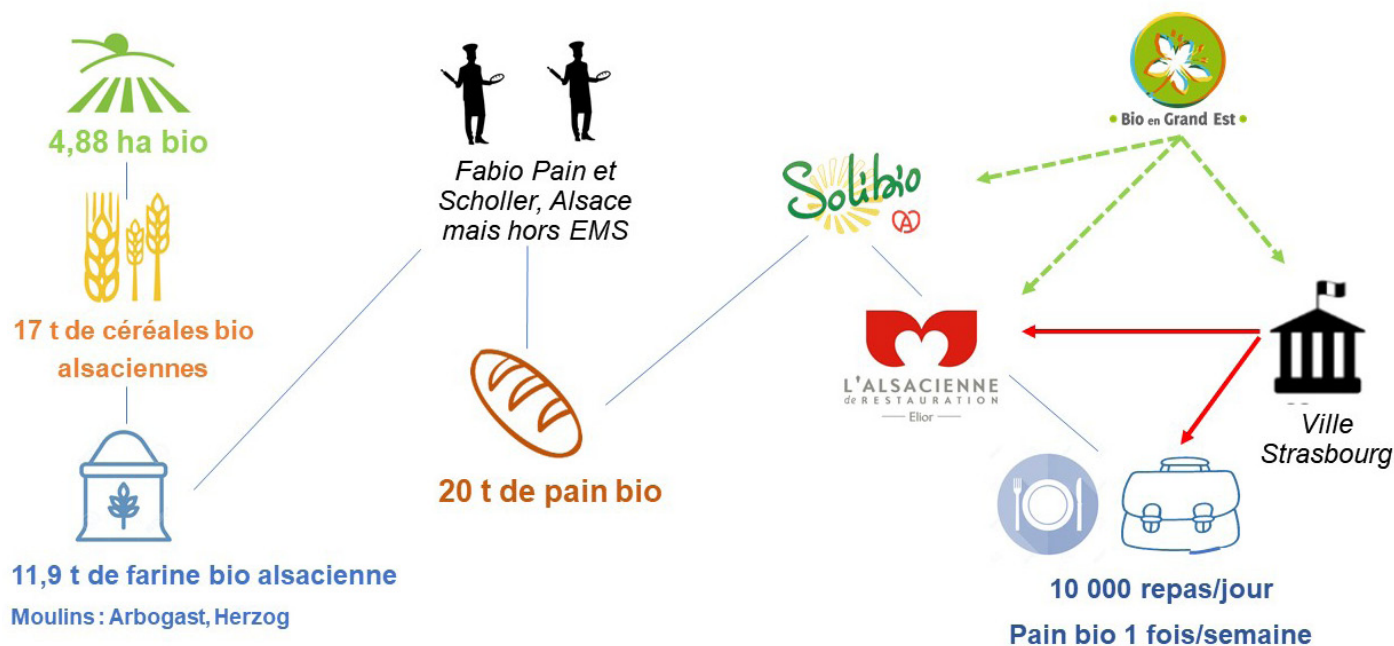 4,88 ha bio
17 t de céréales bio
alsaciennes
11,9 t de farine bio alsacienne
Moulins : Arbogast, Herzog
Fabio Pain et
Scholler, Alsace
mais hors EMS
20 t de pain bio
Solibio
A
• Bio en Grand Est •
L'ALSACIENNE
de RESTAURATION
Elior
Ville
Strasbourg
10 000 repas/jour
Pain bio 1 fois/semaine